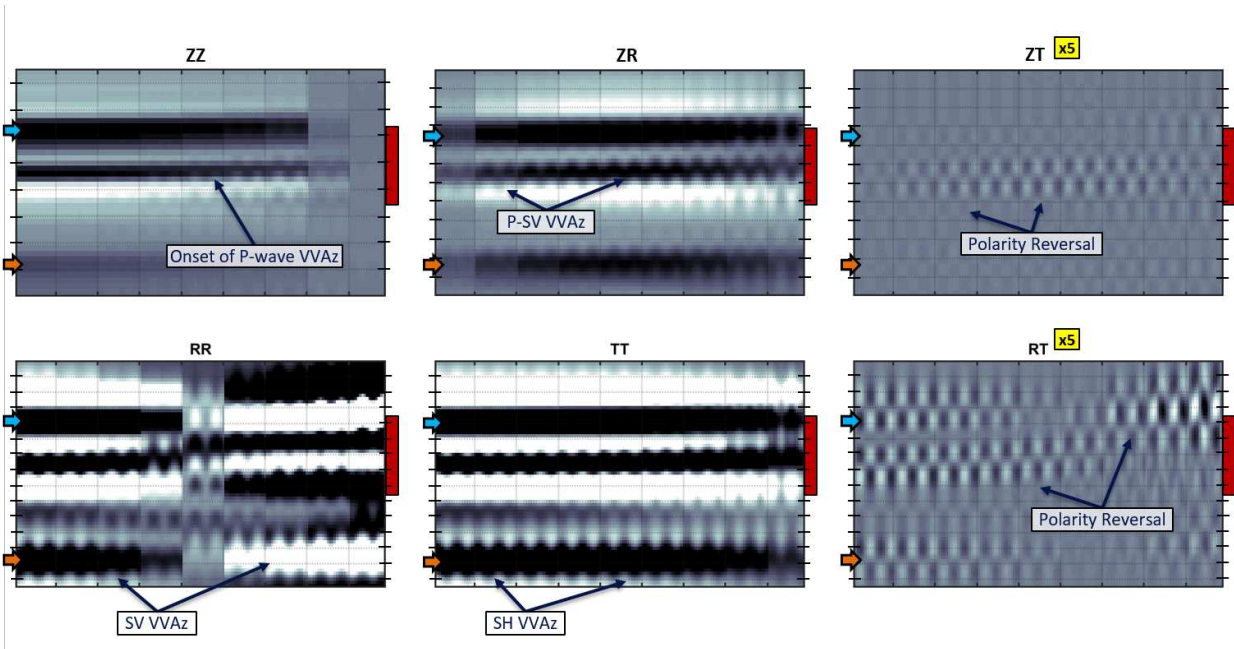 ZZ
ZR
ZT
x5
Onset of P-wave VVAz
P-SV VVAz
Polarity Reversal
RR
TT
RT
x5
SV VVAz
SH VVAz
Polarity Reversal